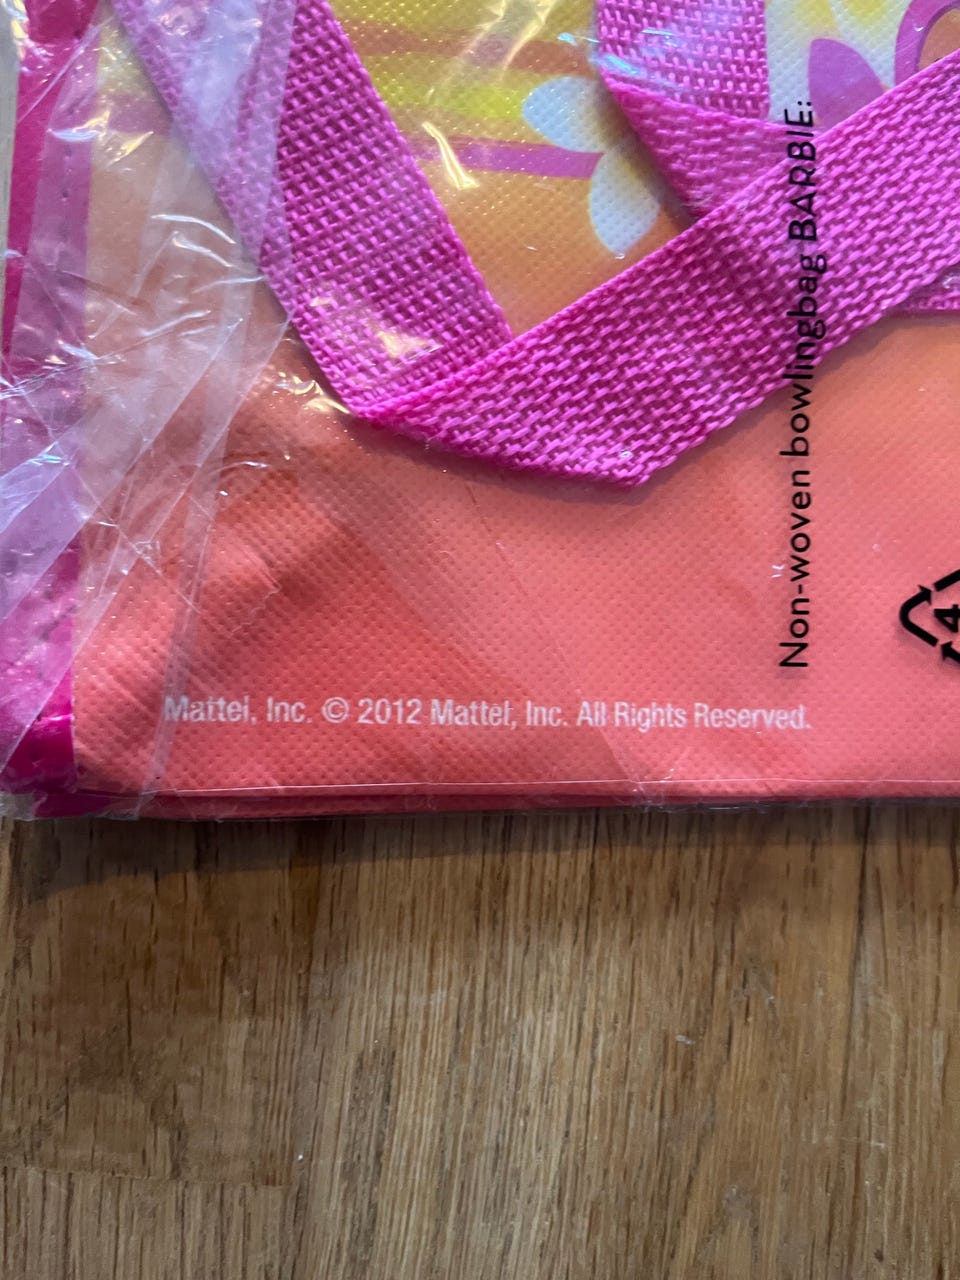 Non-woven bowlingbag BARBIE:
4
Mattel, Inc. © 2012 Mattel, Inc. All Rights Reserved.